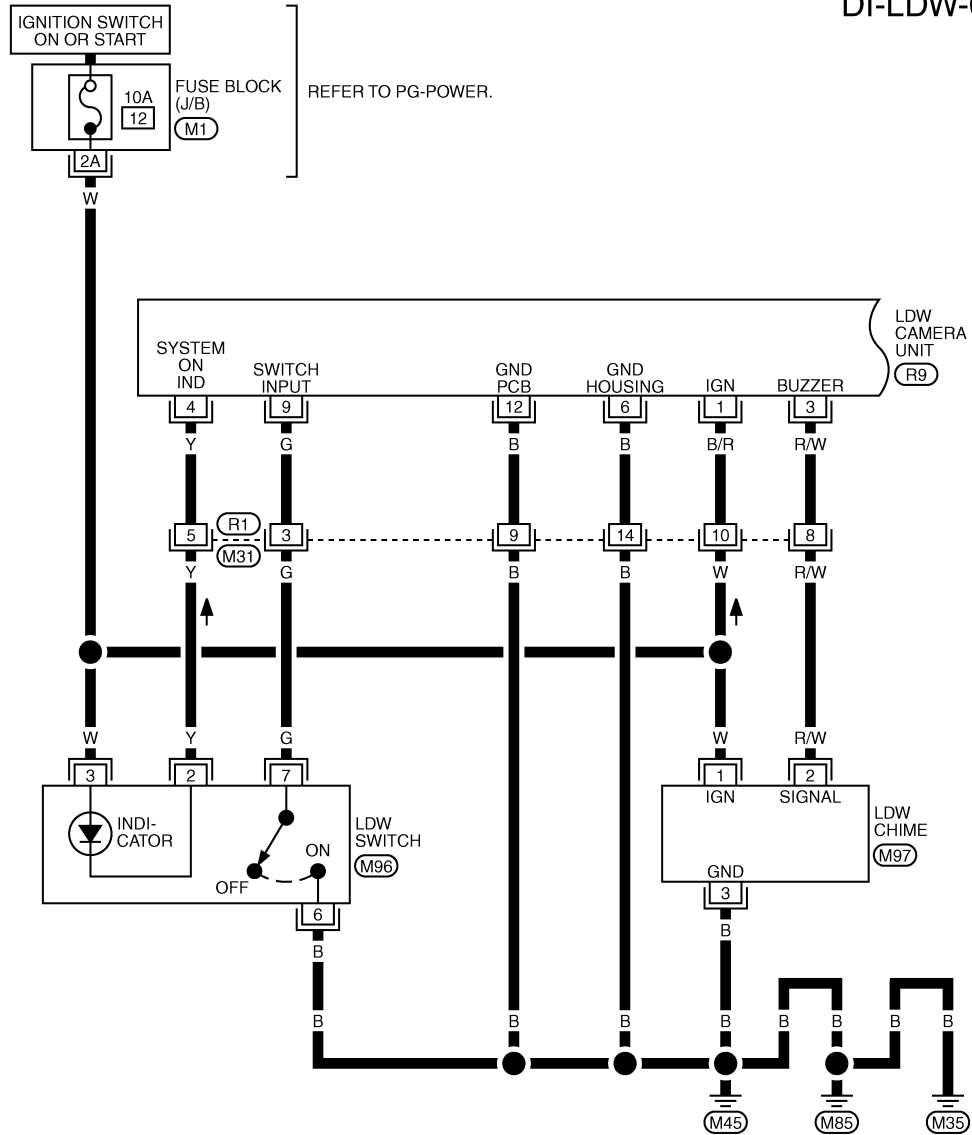 DI-LDW-
IGNITION SWITCH
ON OR START
10A
12
FUSE BLOCK
(J/B)
M1
REFER TO PG-POWER.
2A
W
LDW
CAMERA
UNIT
R9
SYSTEM
ON
IND
SWITCH
INPUT
GND
PCB
GND
HOUSING
IGN
BUZZER
4 9 12 6 1 3
Y G B B B/R R/W
R1
5 3 9 14 10 8
M31
Y G B B W R/W
W Y G W R/W
3 2 7 1 2
IGN SIGNAL
INDI-
CATOR
ON
OFF
LDW
SWITCH
M96
LDW
CHIME
M97
GND
6 3
B B
B B B B B B B B
M45 M85 M35